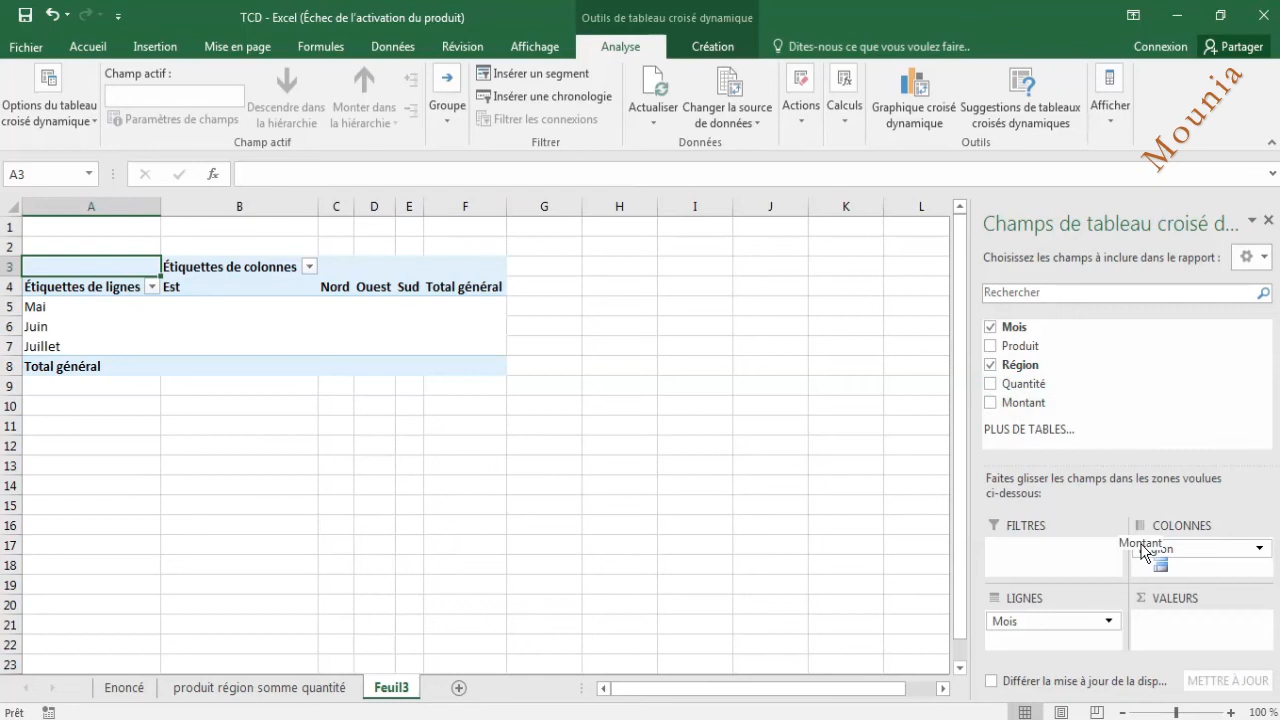 TCD - Excel (Échec de l'activation du produit)
Outils de tableau croisé dynamique
Fichier Accueil Insertion Mise en page Formules Données Révision Affichage Analyse Création Dites-nous ce que vous voulez faire.. Connexion Partager
Options du tableau croisé dynamique
Champ actif :
Paramètres de champs
Descendre dans la hiérarchie
Monter dans la hiérarchie
Champ actif
Groupe
Insérer un segment
Insérer une chronologie
Filtrer les connexions
Filtrer
Actualiser
Changer la source de données
Données
Actions
Calculs
Graphique croisé dynamique
Suggestions de tableaux croisés dynamiques
Outils
Afficher
Mounia
A3
fx
A B C D E F G H I J K L
1
2
3 Étiquettes de colonnes
4 Étiquettes de lignes Est Nord Ouest Sud Total général
5 Mai
6 Juin
7 Juillet
8 Total général
9
10
11
12
13
14
15
16
17
18
19
20
21
22
23
Champs de tableau croisé d...
Choisissez les champs à inclure dans le rapport :
Rechercher
Mois
Produit
Région
Quantité
Montant
PLUS DE TABLES...
Faites glisser les champs dans les zones voulues
ci-dessous:
FILTRES
COLONNES
Montant
LIGNES
Σ VALEURS
Mois
Différer la mise à jour de la disp...
METTRE À JOUR
Enoncé produit région somme quantité Feuil3
Prêt
100 %